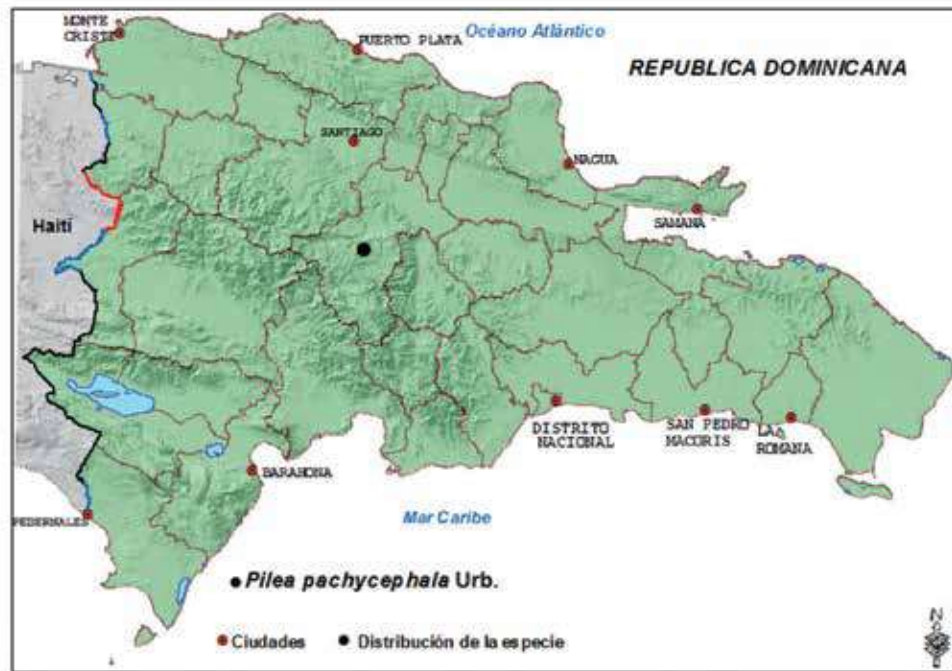 MONTE
CRISTI
PUERTO PLATA
Océano Atlántico
REPUBLICA DOMINICANA
SANTIAGO
NAGUA
SAMANA
Haití
DISTRITO
NACIONAL
SAN PEDRO
MACORIS
LA
ROMANA
BARAHONA
PEDERNALES
Mar Caribe
Pilea pachycephala Urb.
Ciudades
Distribución de la especie